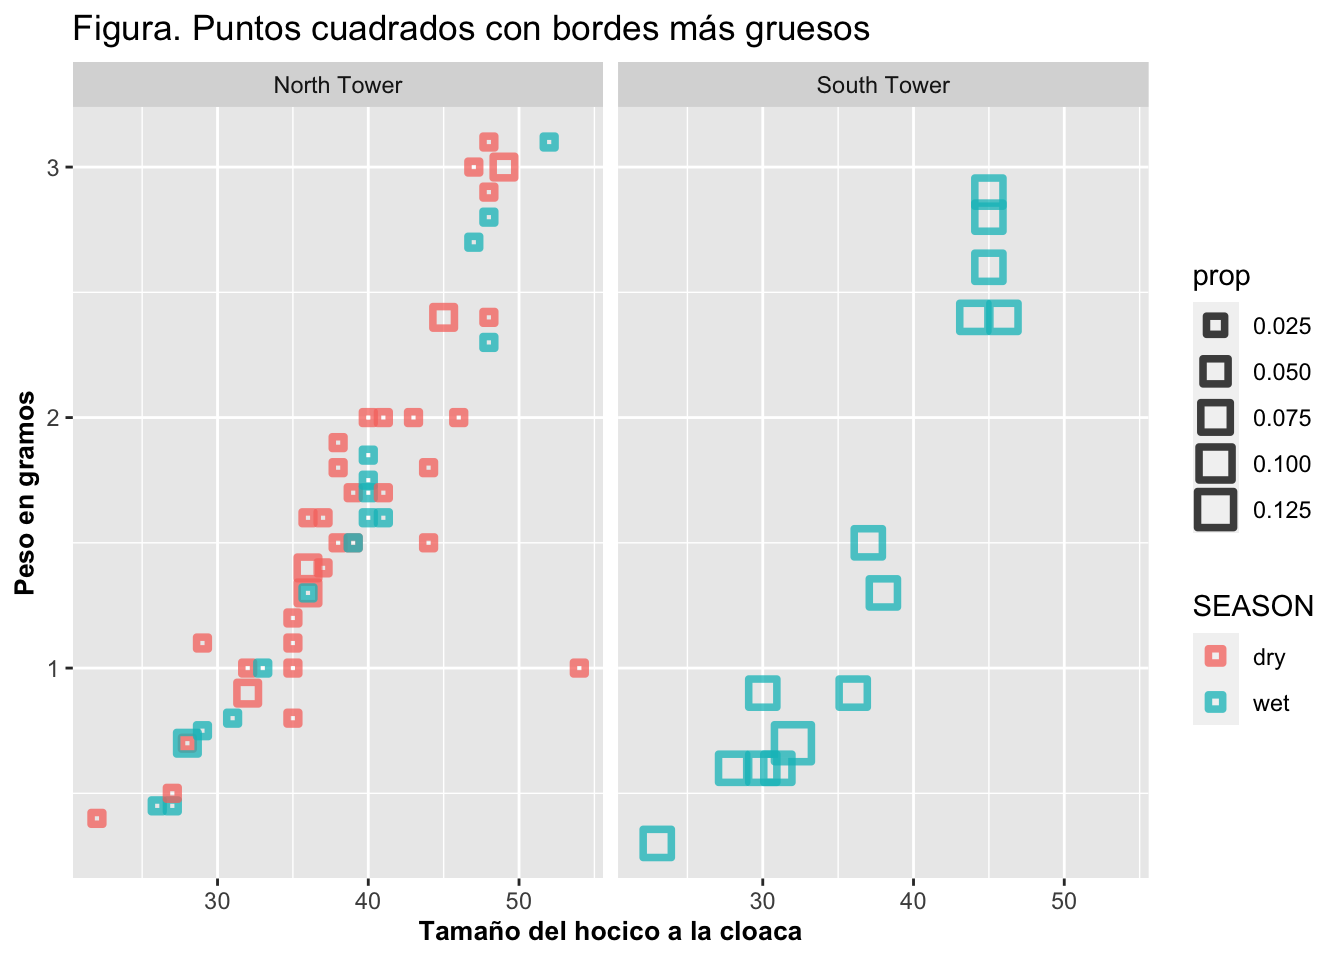 Figura. Puntos cuadrados con bordes más gruesos
North Tower
South Tower
3
2
1
Peso en gramos
30
40
50
30
40
50
Tamaño del hocico a la cloaca
prop
0.025
0.050
0.075
0.100
0.125
SEASON
dry
wet